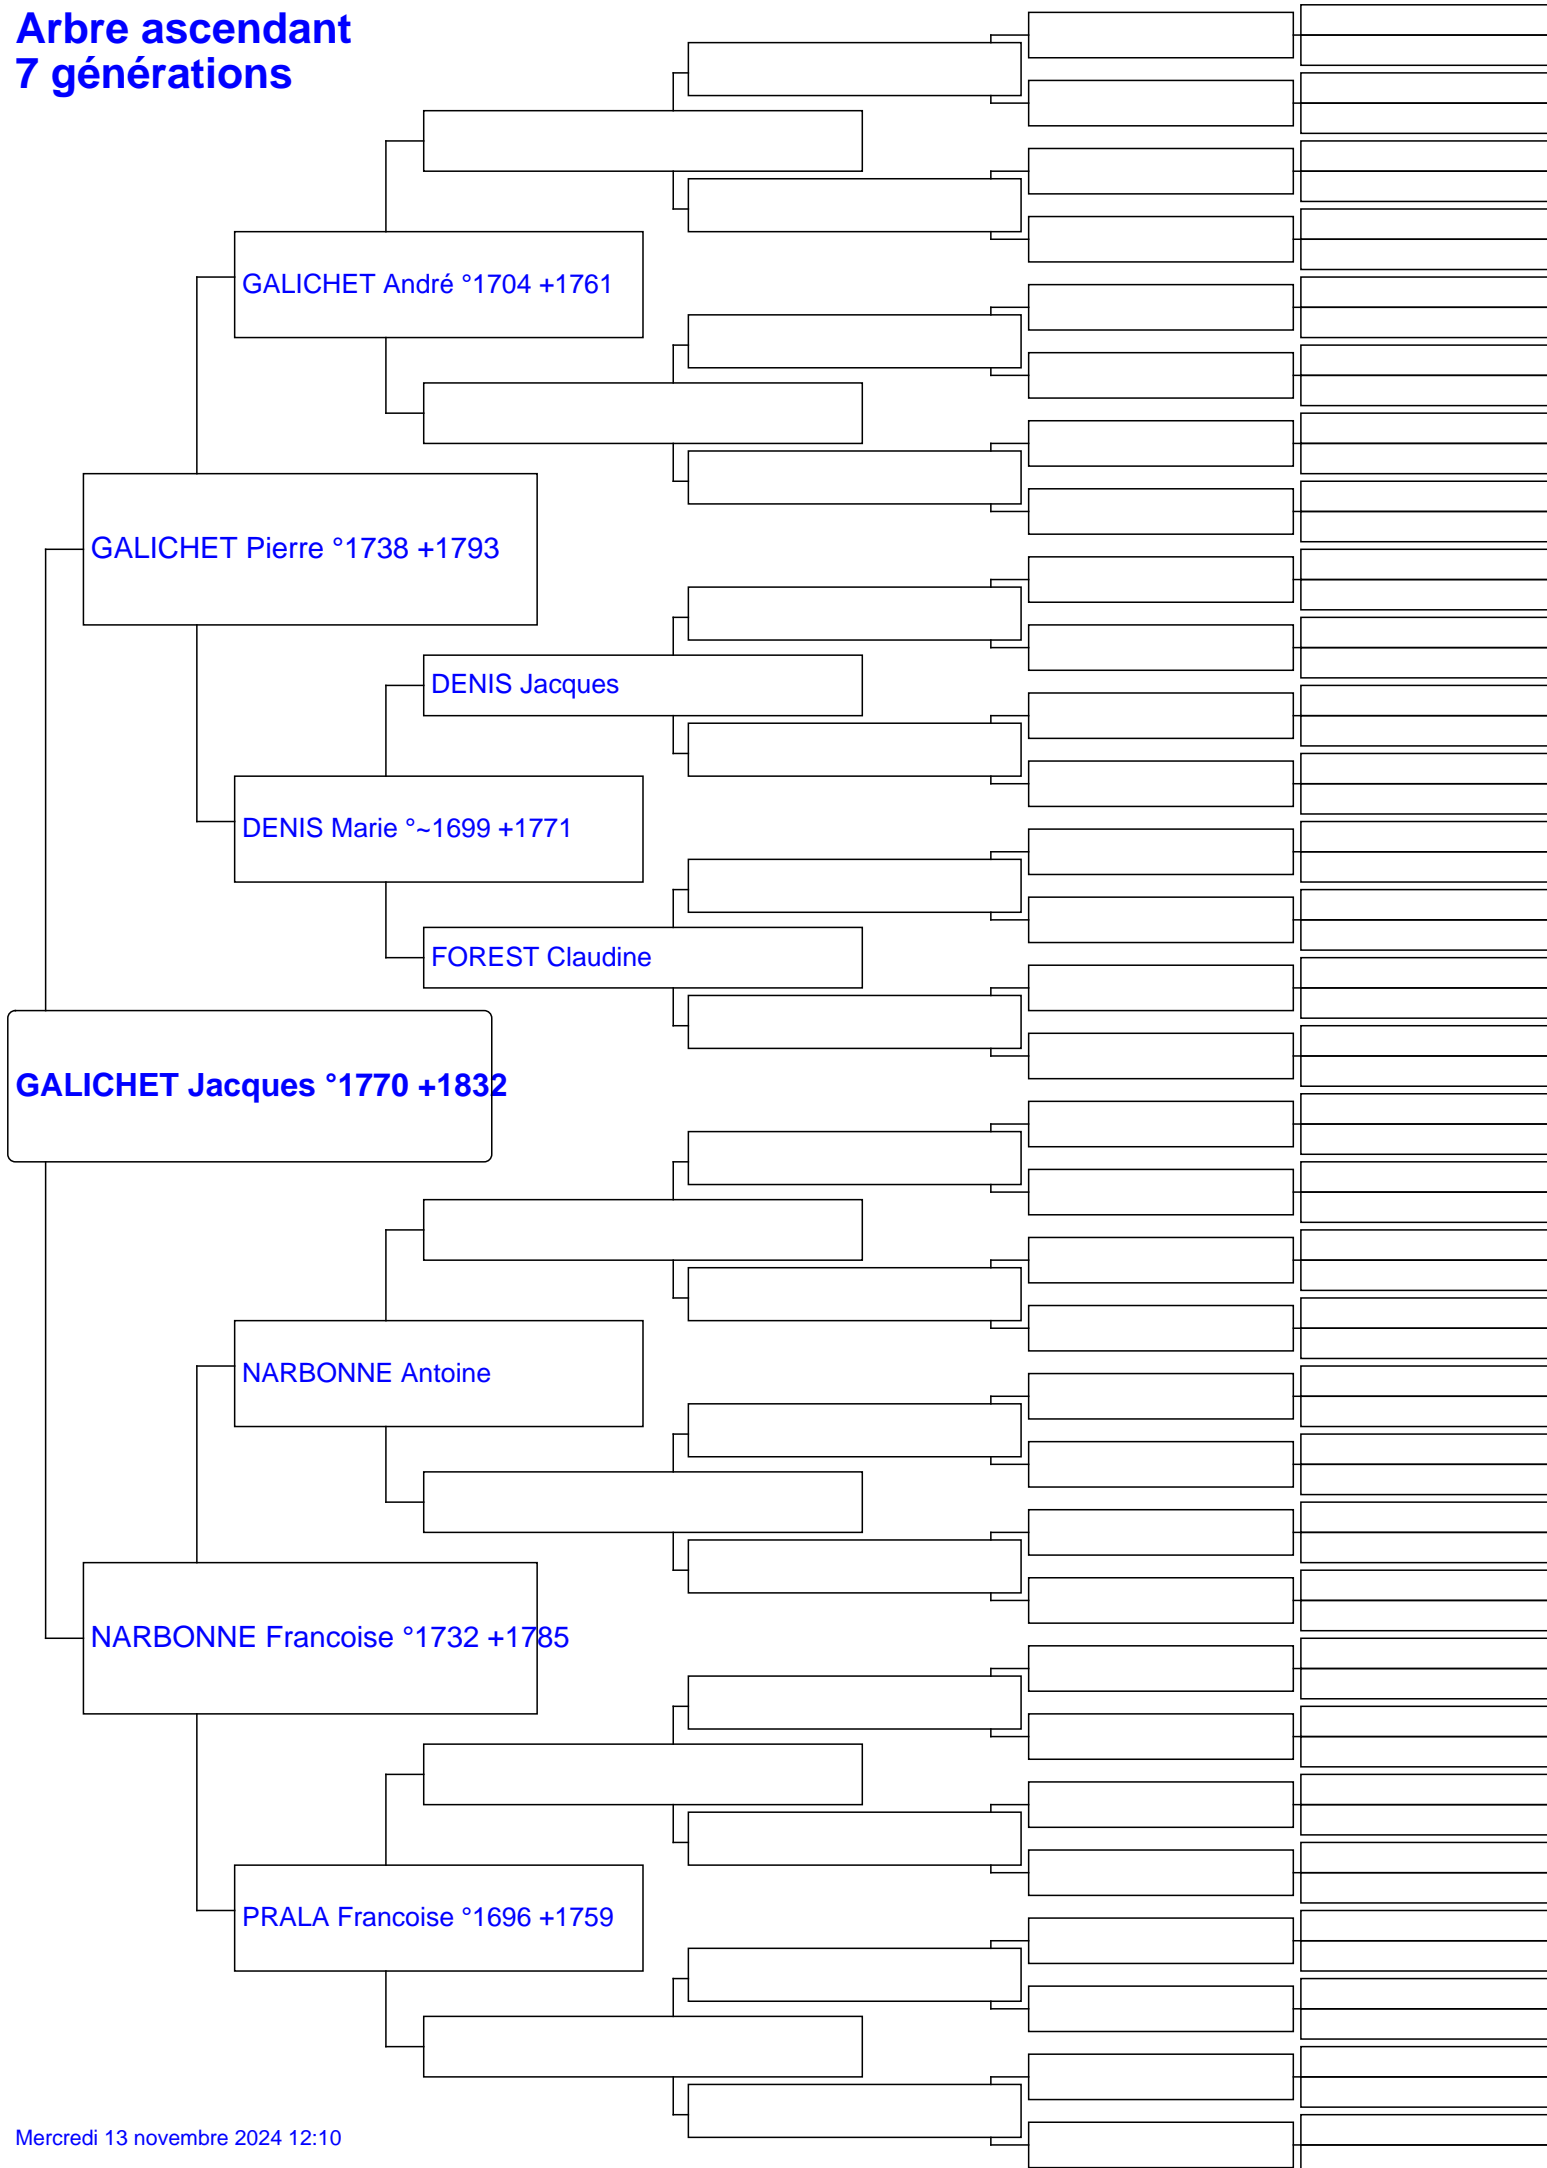 Arbre ascendant
7 générations
GALICHET André °1704 +1761
GALICHET Pierre °1738 +1793
DENIS Jacques
DENIS Marie °~1699 +1771
FOREST Claudine
GALICHET Jacques °1770 +1832
NARBONNE Antoine
NARBONNE Francoise °1732 +1785
PRALA Francoise °1696 +1759
Mercredi 13 novembre 2024 12:10